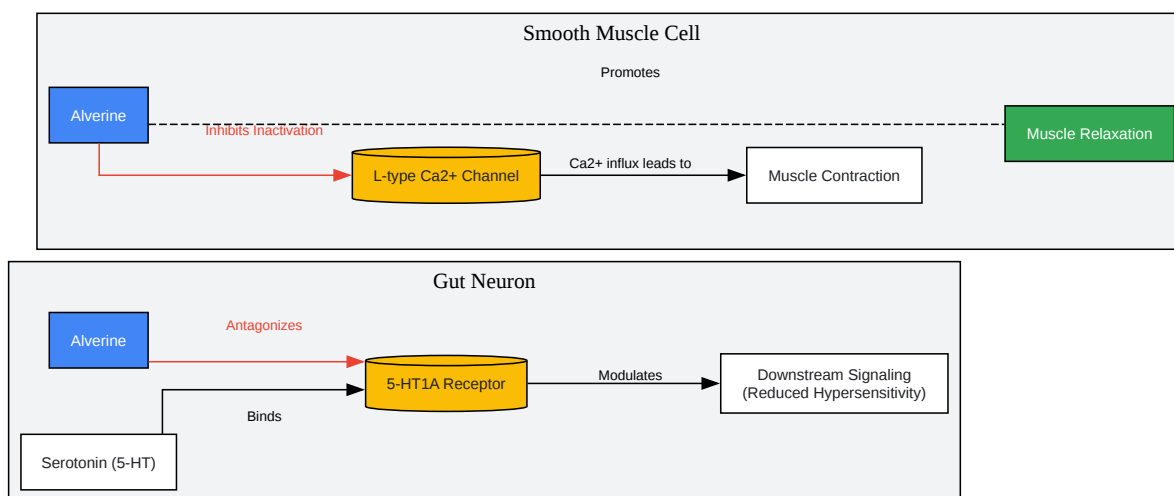 Smooth Muscle Cell
Promotes
Alverine
Inhibits Inactivation
Muscle Relaxation
L-type Ca2+ Channel
Ca2+ influx leads to
Muscle Contraction
Gut Neuron
Alverine
Antagonizes
5-HT1A Receptor
Modulates
Downstream Signaling
(Reduced Hypersensitivity)
Binds
Serotonin (5-HT)